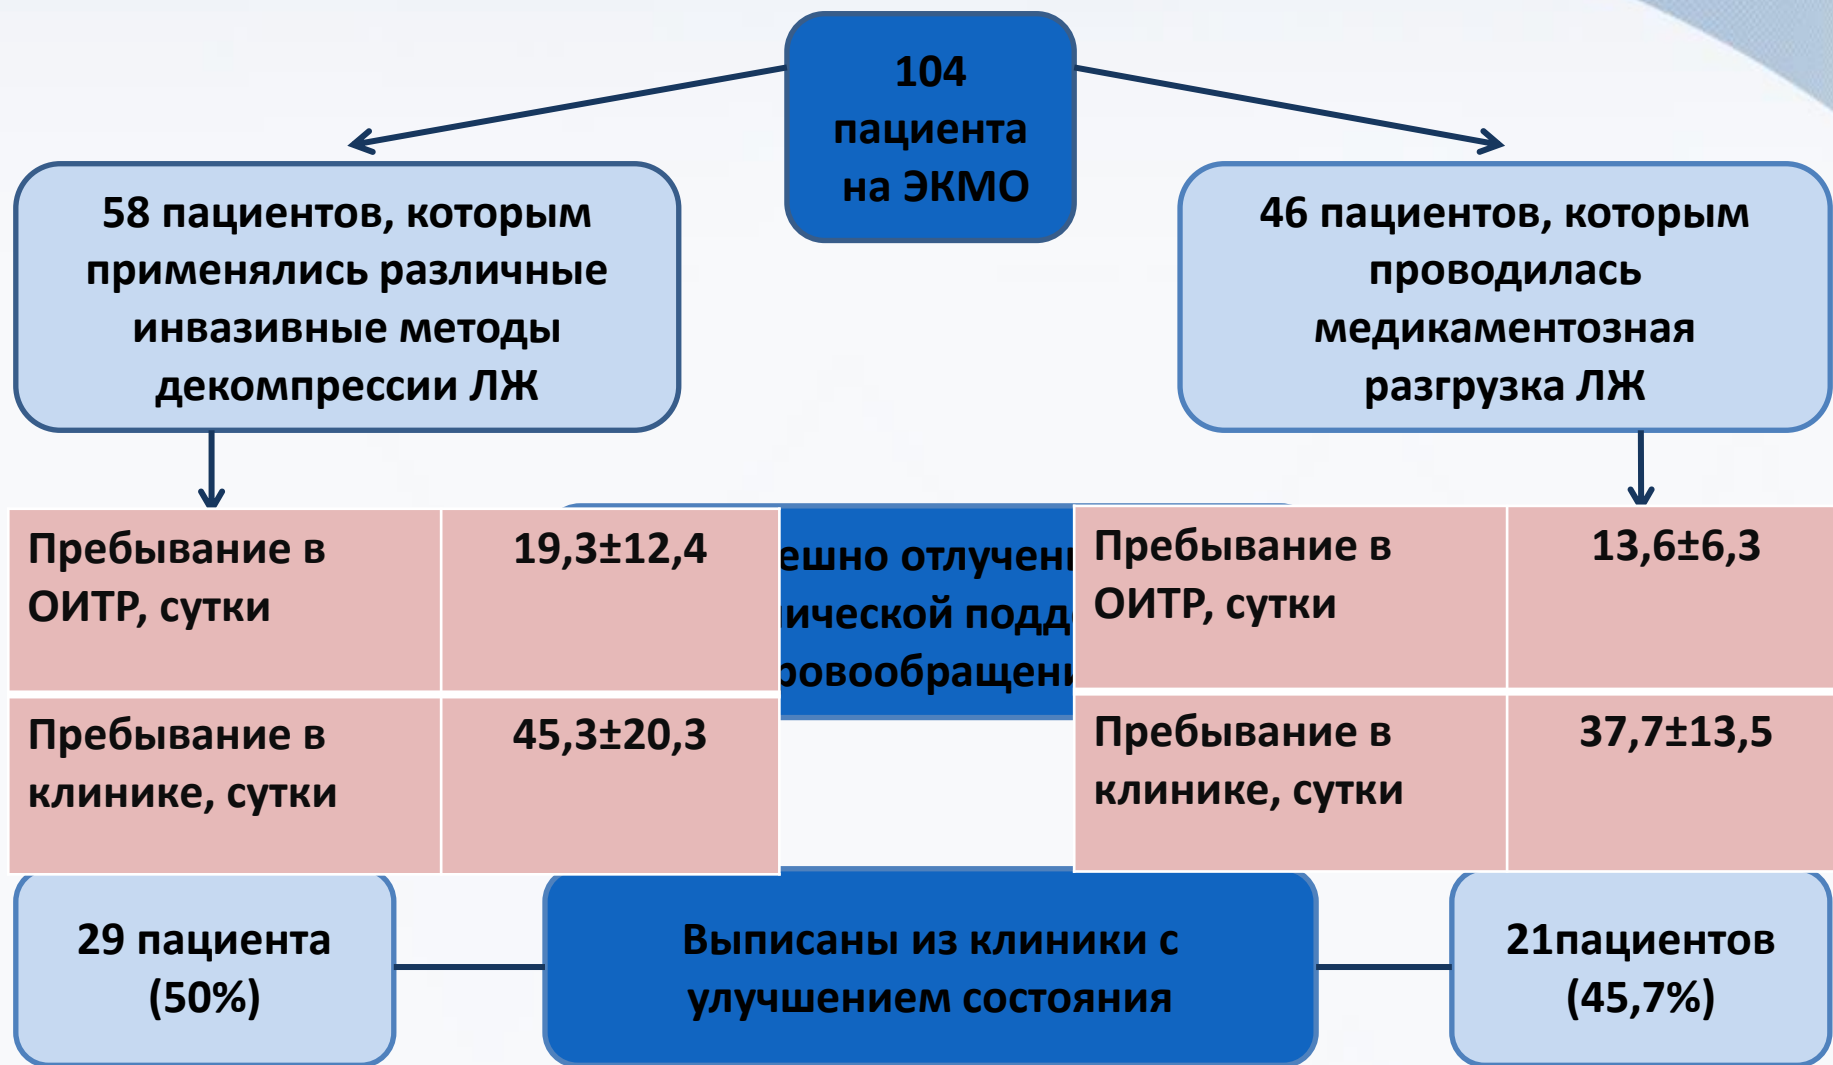 104
пациента
на ЭКМО
58 пациентов, которым
применялись различные
инвазивные методы
декомпрессии ЛЖ
46 пациентов, которым
проводилась
медикаментозная
разгрузка ЛЖ
Пребывание в
ОИТР, сутки
19,3±12,4
Пребывание в
клинике, сутки
45,3±20,3
Пребывание в
ОИТР, сутки
13,6±6,3
Пребывание в
клинике, сутки
37,7±13,5
29 пациента
(50%)
Выписаны из клиники с
улучшением состояния
21пациентов
(45,7%)